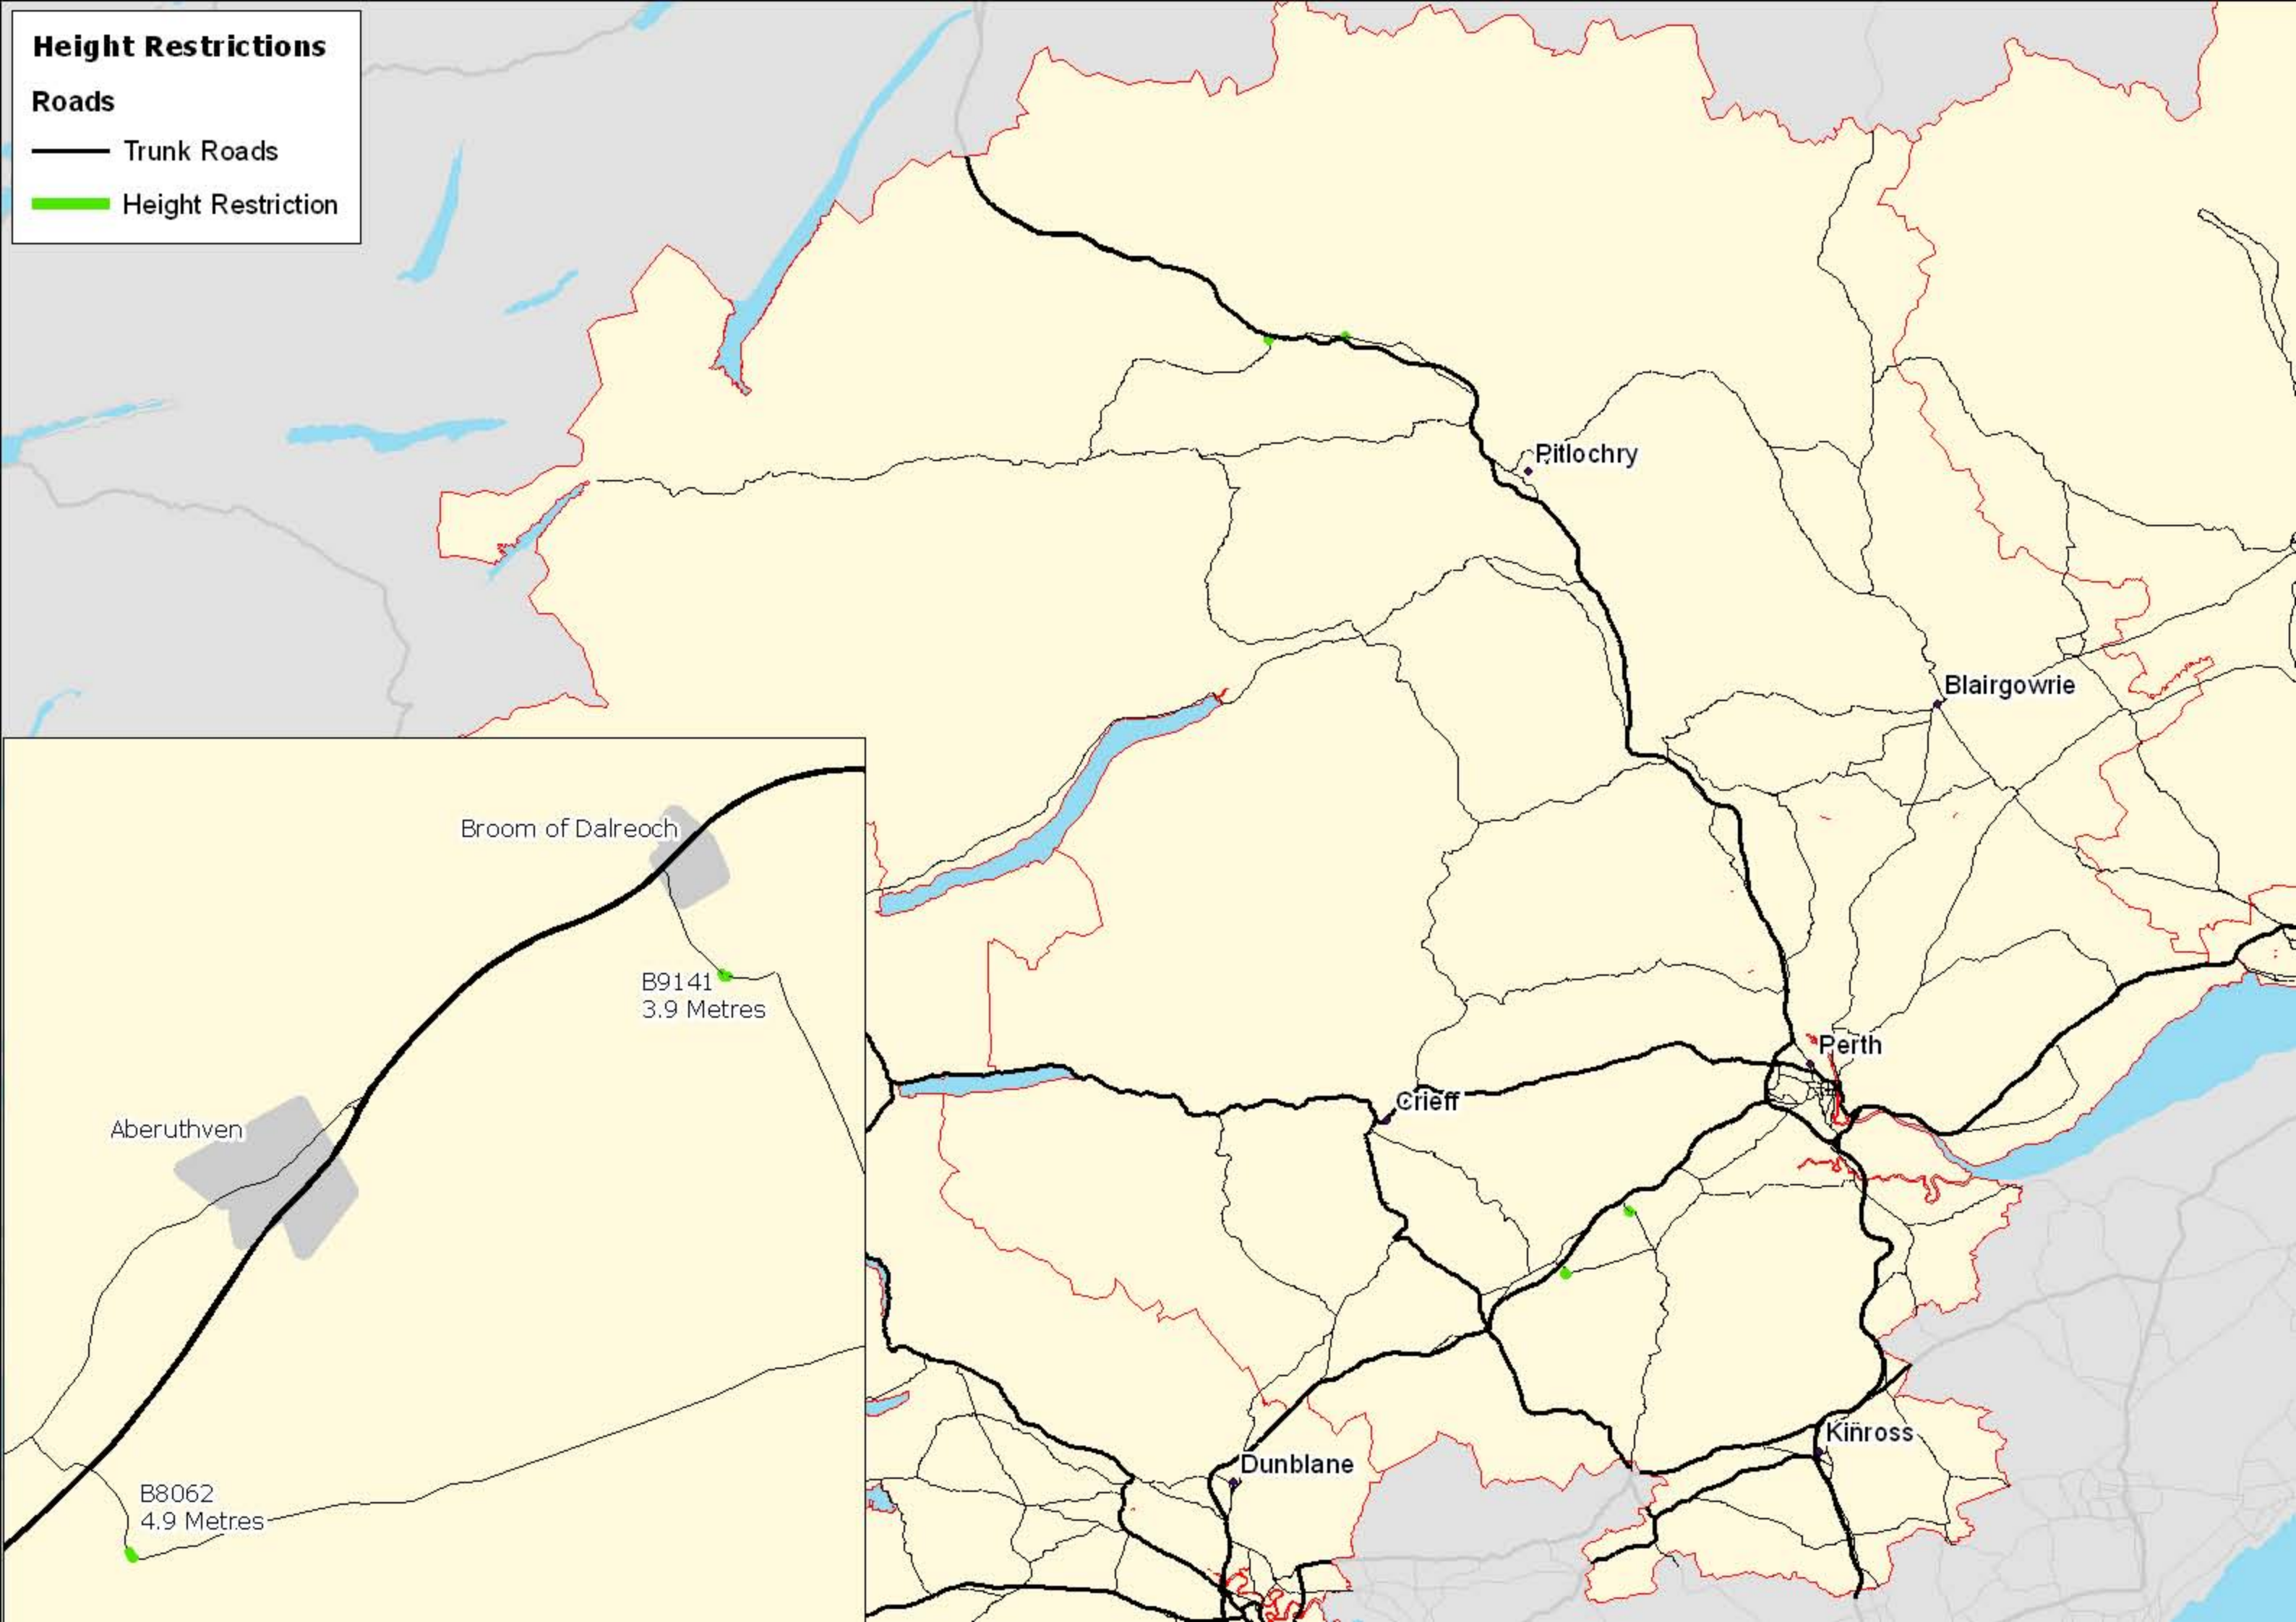 Height Restrictions
Roads
Trunk Roads
Height Restriction
Pitlochry
Blairgowrie
Broom of Dalreoch
B9141
3.9 Metres
Perth
Crieff
Aberuthven
Kinross
Dunblane
B8062
4.9 Metres